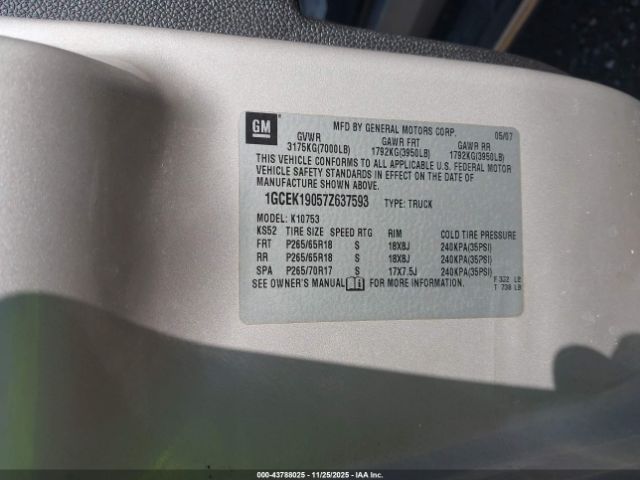 GM
MFD BY GENERAL MOTORS CORP. 05/07
GVWR GAWR FRT GAWR RR
3175KG(7000LB) 1792KG(3950LB) 1792KG(3950LB)
THIS VEHICLE CONFORMS TO ALL APPLICABLE U.S. FEDERAL MOTOR
VEHICLE SAFETY STANDARDS IN EFFECT ON THE DATE OF
MANUFACTURE SHOWN ABOVE.
1GCEK19057Z637593 TYPE: TRUCK
MODEL: K10753
KS52 TIRE SIZE SPEED RTG RIM COLD TIRE PRESSURE
FRT P265/65R18 S 18X8J 240KPA(35PSI)
RR P265/65R18 S 18X8J 240KPA(35PSI)
SPA P265/70R17 S 17X7.5J 240KPA(35PSI)
SEE OWNER'S MANUAL FOR MORE INFORMATION.
F 332 LB
T 738 LB
000-43788025 - 11/25/2025 - IAA Inc.